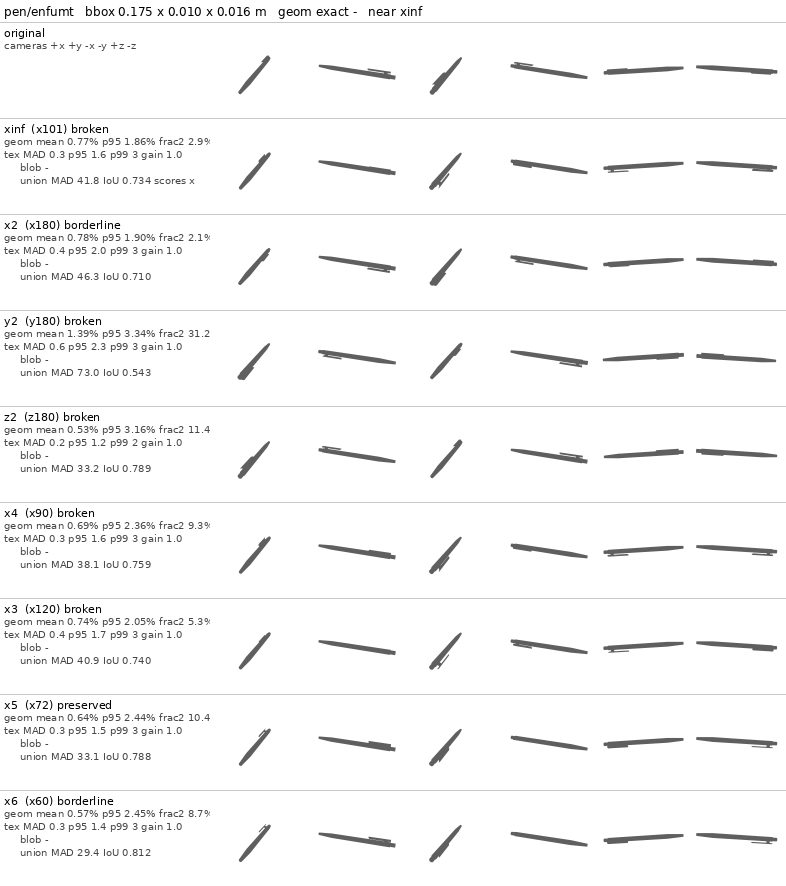 pen/enfumt   bbox 0.175 x 0.010 x 0.016 m   geom exact -   near xinf
original
cameras +x +y -x -y +z -z
xinf  (x101) broken
geom mean 0.77% p95 1.86% frac2 2.9%
tex MAD 0.3 p95 1.6 p99 3 gain 1.0
blob -
union MAD 41.8 IoU 0.734 scores x
x2  (x180) borderline
geom mean 0.78% p95 1.90% frac2 2.1%
tex MAD 0.4 p95 2.0 p99 3 gain 1.0
blob -
union MAD 46.3 IoU 0.710
y2  (y180) broken
geom mean 1.39% p95 3.34% frac2 31.2
tex MAD 0.6 p95 2.3 p99 3 gain 1.0
blob -
union MAD 73.0 IoU 0.543
z2  (z180) broken
geom mean 0.53% p95 3.16% frac2 11.4
tex MAD 0.2 p95 1.2 p99 2 gain 1.0
blob -
union MAD 33.2 IoU 0.789
x4  (x90) broken
geom mean 0.69% p95 2.36% frac2 9.3%
tex MAD 0.3 p95 1.6 p99 3 gain 1.0
blob -
union MAD 38.1 IoU 0.759
x3  (x120) broken
geom mean 0.74% p95 2.05% frac2 5.3%
tex MAD 0.4 p95 1.7 p99 3 gain 1.0
blob -
union MAD 40.9 IoU 0.740
x5  (x72) preserved
geom mean 0.64% p95 2.44% frac2 10.4
tex MAD 0.3 p95 1.5 p99 3 gain 1.0
blob -
union MAD 33.1 IoU 0.788
x6  (x60) borderline
geom mean 0.57% p95 2.45% frac2 8.7%
tex MAD 0.3 p95 1.4 p99 3 gain 1.0
blob -
union MAD 29.4 IoU 0.812